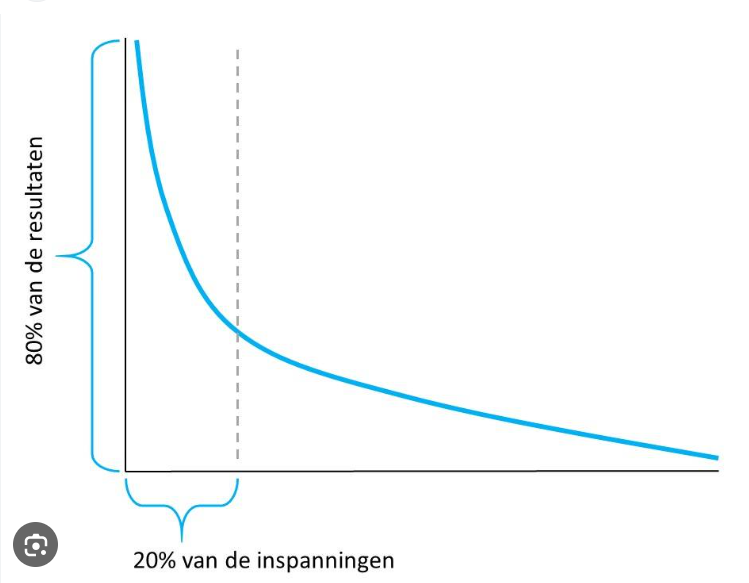 80% van de resultaten
20% van de inspanningen